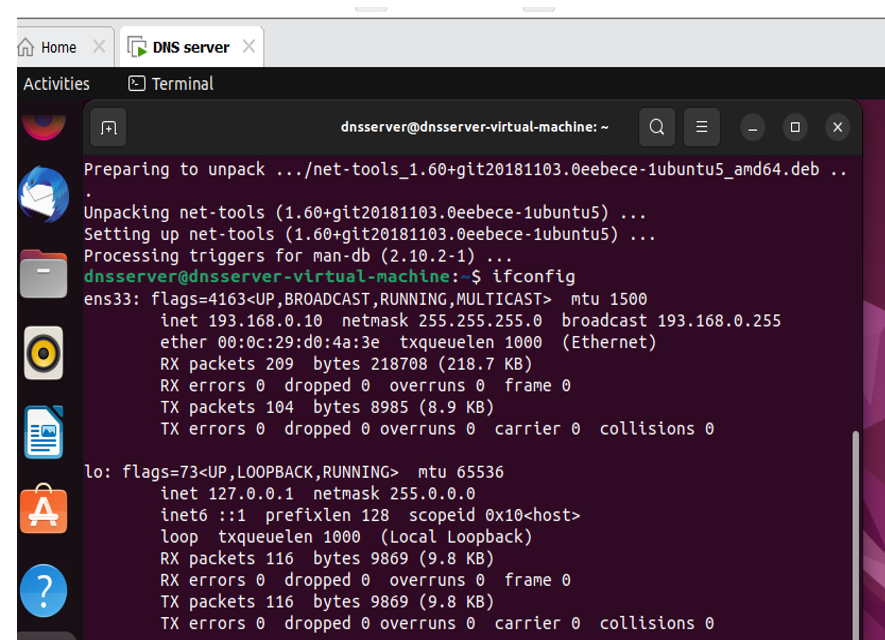 Home
DNS server
Activities
Terminal
dnsserver@dnsserver-virtual-machine: ~
Preparing to unpack .../net-tools_1.60+git20181103.0eebece-1ubuntu5_amd64.deb ..
.
Unpacking net-tools (1.60+git20181103.0eebece-1ubuntu5) ...
Setting up net-tools (1.60+git20181103.0eebece-1ubuntu5) ...
Processing triggers for man-db (2.10.2-1) ...
dnsserver@dnsserver-virtual-machine:~$ ifconfig
ens33: flags=4163<UP,BROADCAST,RUNNING,MULTICAST>  mtu 1500
        inet 193.168.0.10  netmask 255.255.255.0  broadcast 193.168.0.255
        ether 00:0c:29:d0:4a:3e  txqueuelen 1000  (Ethernet)
        RX packets 209  bytes 218708 (218.7 KB)
        RX errors 0  dropped 0  overruns 0  frame 0
        TX packets 104  bytes 8985 (8.9 KB)
        TX errors 0  dropped 0 overruns 0  carrier 0  collisions 0

lo: flags=73<UP,LOOPBACK,RUNNING>  mtu 65536
        inet 127.0.0.1  netmask 255.0.0.0
        inet6 ::1  prefixlen 128  scopeid 0x10<host>
        loop  txqueuelen 1000  (Local Loopback)
        RX packets 116  bytes 9869 (9.8 KB)
        RX errors 0  dropped 0  overruns 0  frame 0
        TX packets 116  bytes 9869 (9.8 KB)
        TX errors 0  dropped 0 overruns 0  carrier 0  collisions 0